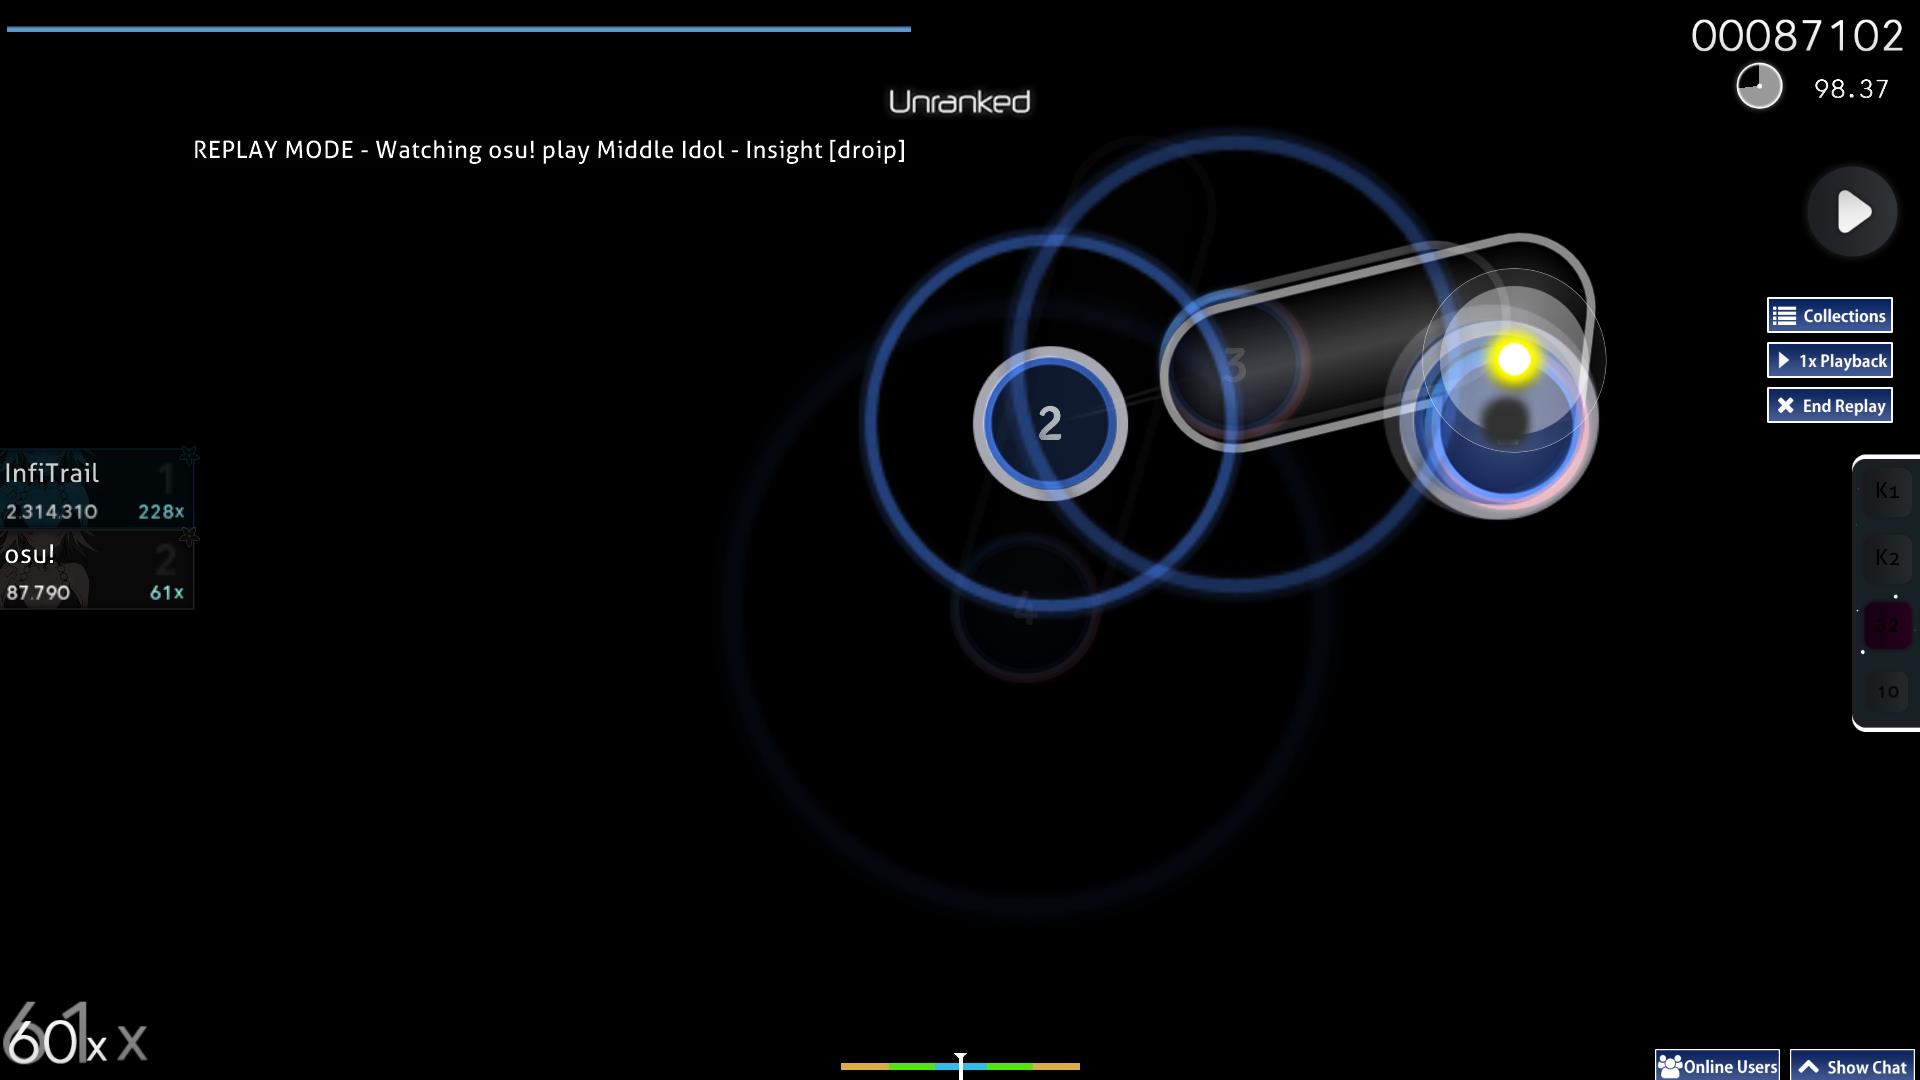 00087102
98.37
Unranked
REPLAY MODE - Watching osu! play Middle Idol - Insight [droip]
Collections
1x Playback
End Replay
3
2
4
InfiTrail
1
2.314.310 228x
osu!
2
87.790 61x
K1
K2
32
10
61x
60x
Online Users
Show Chat